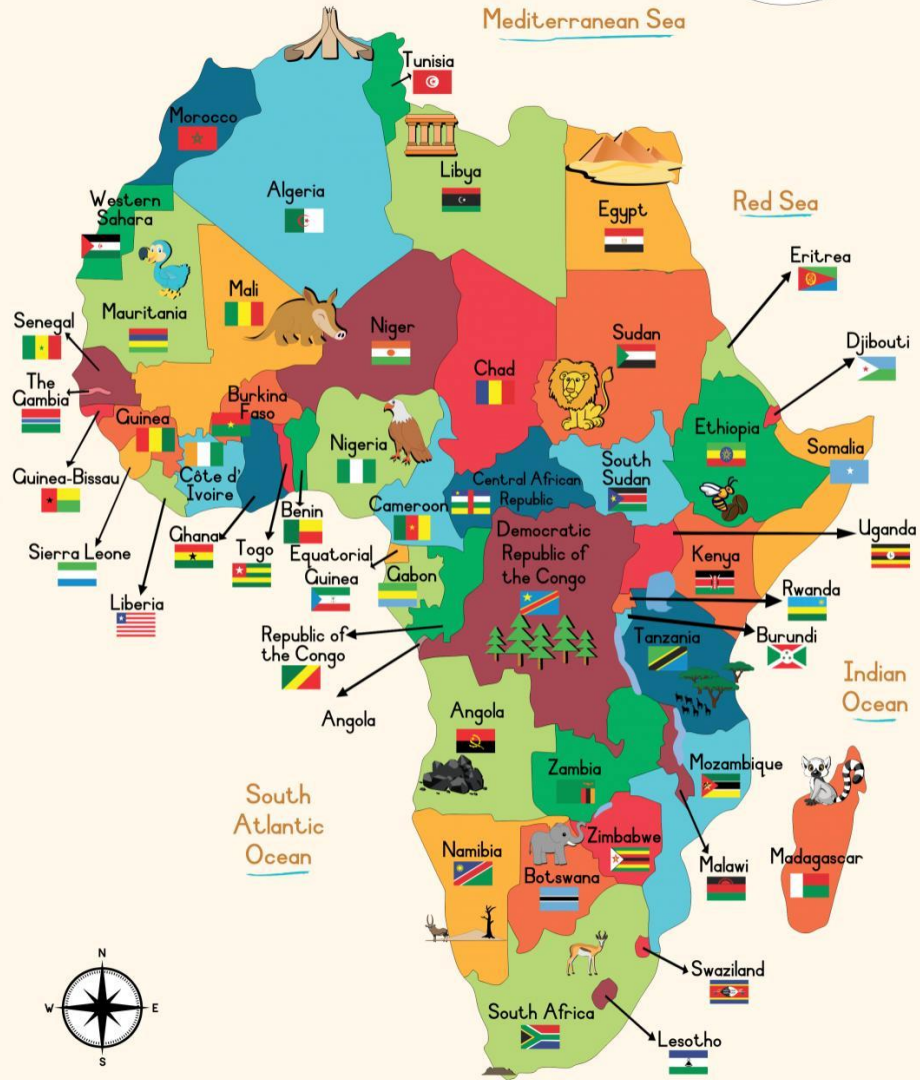 Mediterranean Sea
Tunisia
Morocco
Algeria
Libya
Egypt
Red Sea
Western
Sahara
Eritrea
Mauritania
Mali
Niger
Chad
Sudan
Djibouti
Senegal
The
Gambia
Guinea
Burkina
Faso
Nigeria
Ethiopia
Somalia
Guinea-Bissau
Côte d'
Ivoire
Central African
Republic
South
Sudan
Sierra Leone
Ghana
Togo
Benin
Cameroon
Democratic
Republic of
the Congo
Uganda
Liberia
Equatorial
Guinea
Gabon
Kenya
Rwanda
Republic of
the Congo
Tanzania
Burundi
Indian
Ocean
Angola
Angola
Zambia
Mozambique
South
Atlantic
Ocean
Namibia
Botswana
Zimbabwe
Malawi
Madagascar
Swaziland
South Africa
Lesotho
N
W
E
S